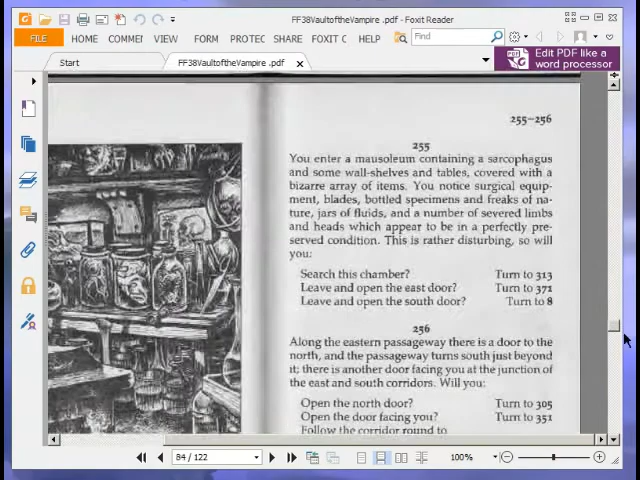 FF38VaultoftheVampire .pdf - Foxit Reader
FILE HOME COMMEI VIEW FORM PROTEC SHARE FOXIT C HELP Find
Start FF38VaultoftheVampire .pdf Edit PDF like a
word processor
255–256
255
You enter a mausoleum containing a sarcophagus
and some wall-shelves and tables, covered with a
bizarre array of items. You notice surgical equip-
ment, blades, bottled specimens and freaks of na-
ture, jars of fluids, and a number of severed limbs
and heads which appear to be in a perfectly pre-
served condition. This is rather disturbing, so will
you:
Search this chamber? Turn to 313
Leave and open the east door? Turn to 371
Leave and open the south door? Turn to 8
256
Along the eastern passageway there is a door to the
north, and the passageway turns south just beyond
it; there is another door facing you at the junction of
the east and south corridors. Will you:
Open the north door? Turn to 305
Open the door facing you? Turn to 351
Follow the corridor round to
84 / 122 100%